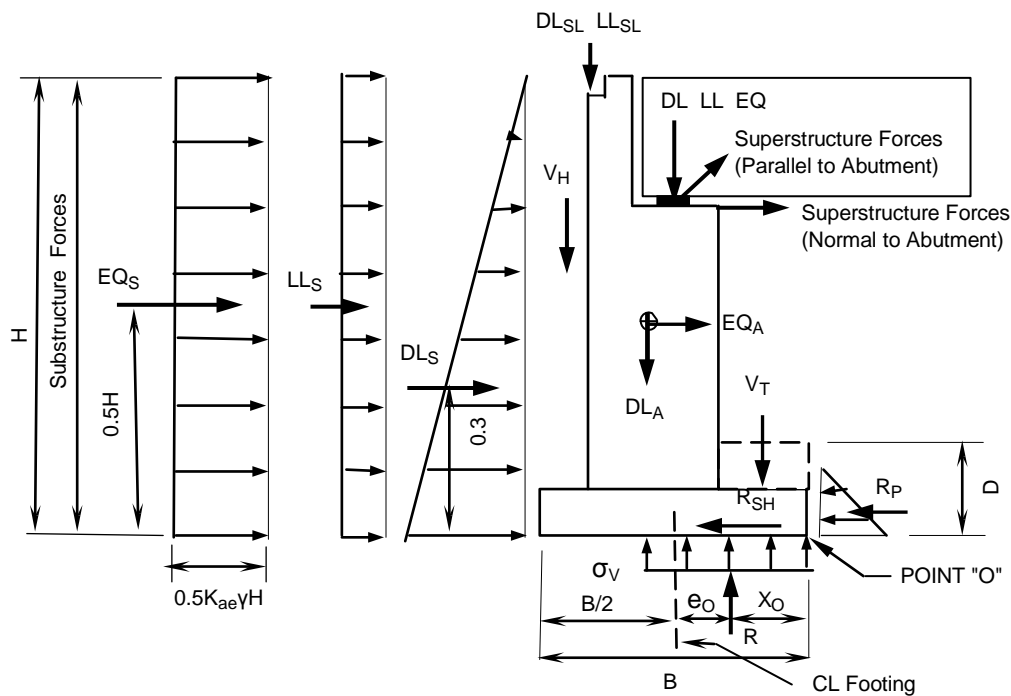 DL_SL LL_SL
DL LL EQ
Superstructure Forces
(Parallel to Abutment)
V_H
Superstructure Forces
(Normal to Abutment)
H
Substructure Forces
EQ_S
LL_S
0.5H
DL_S
0.3
EQ_A
DL_A
V_T
R_SH
R_P
D
POINT "O"
σ_V
0.5K_aeγH
B/2
e_O
X_O
R
B
CL Footing